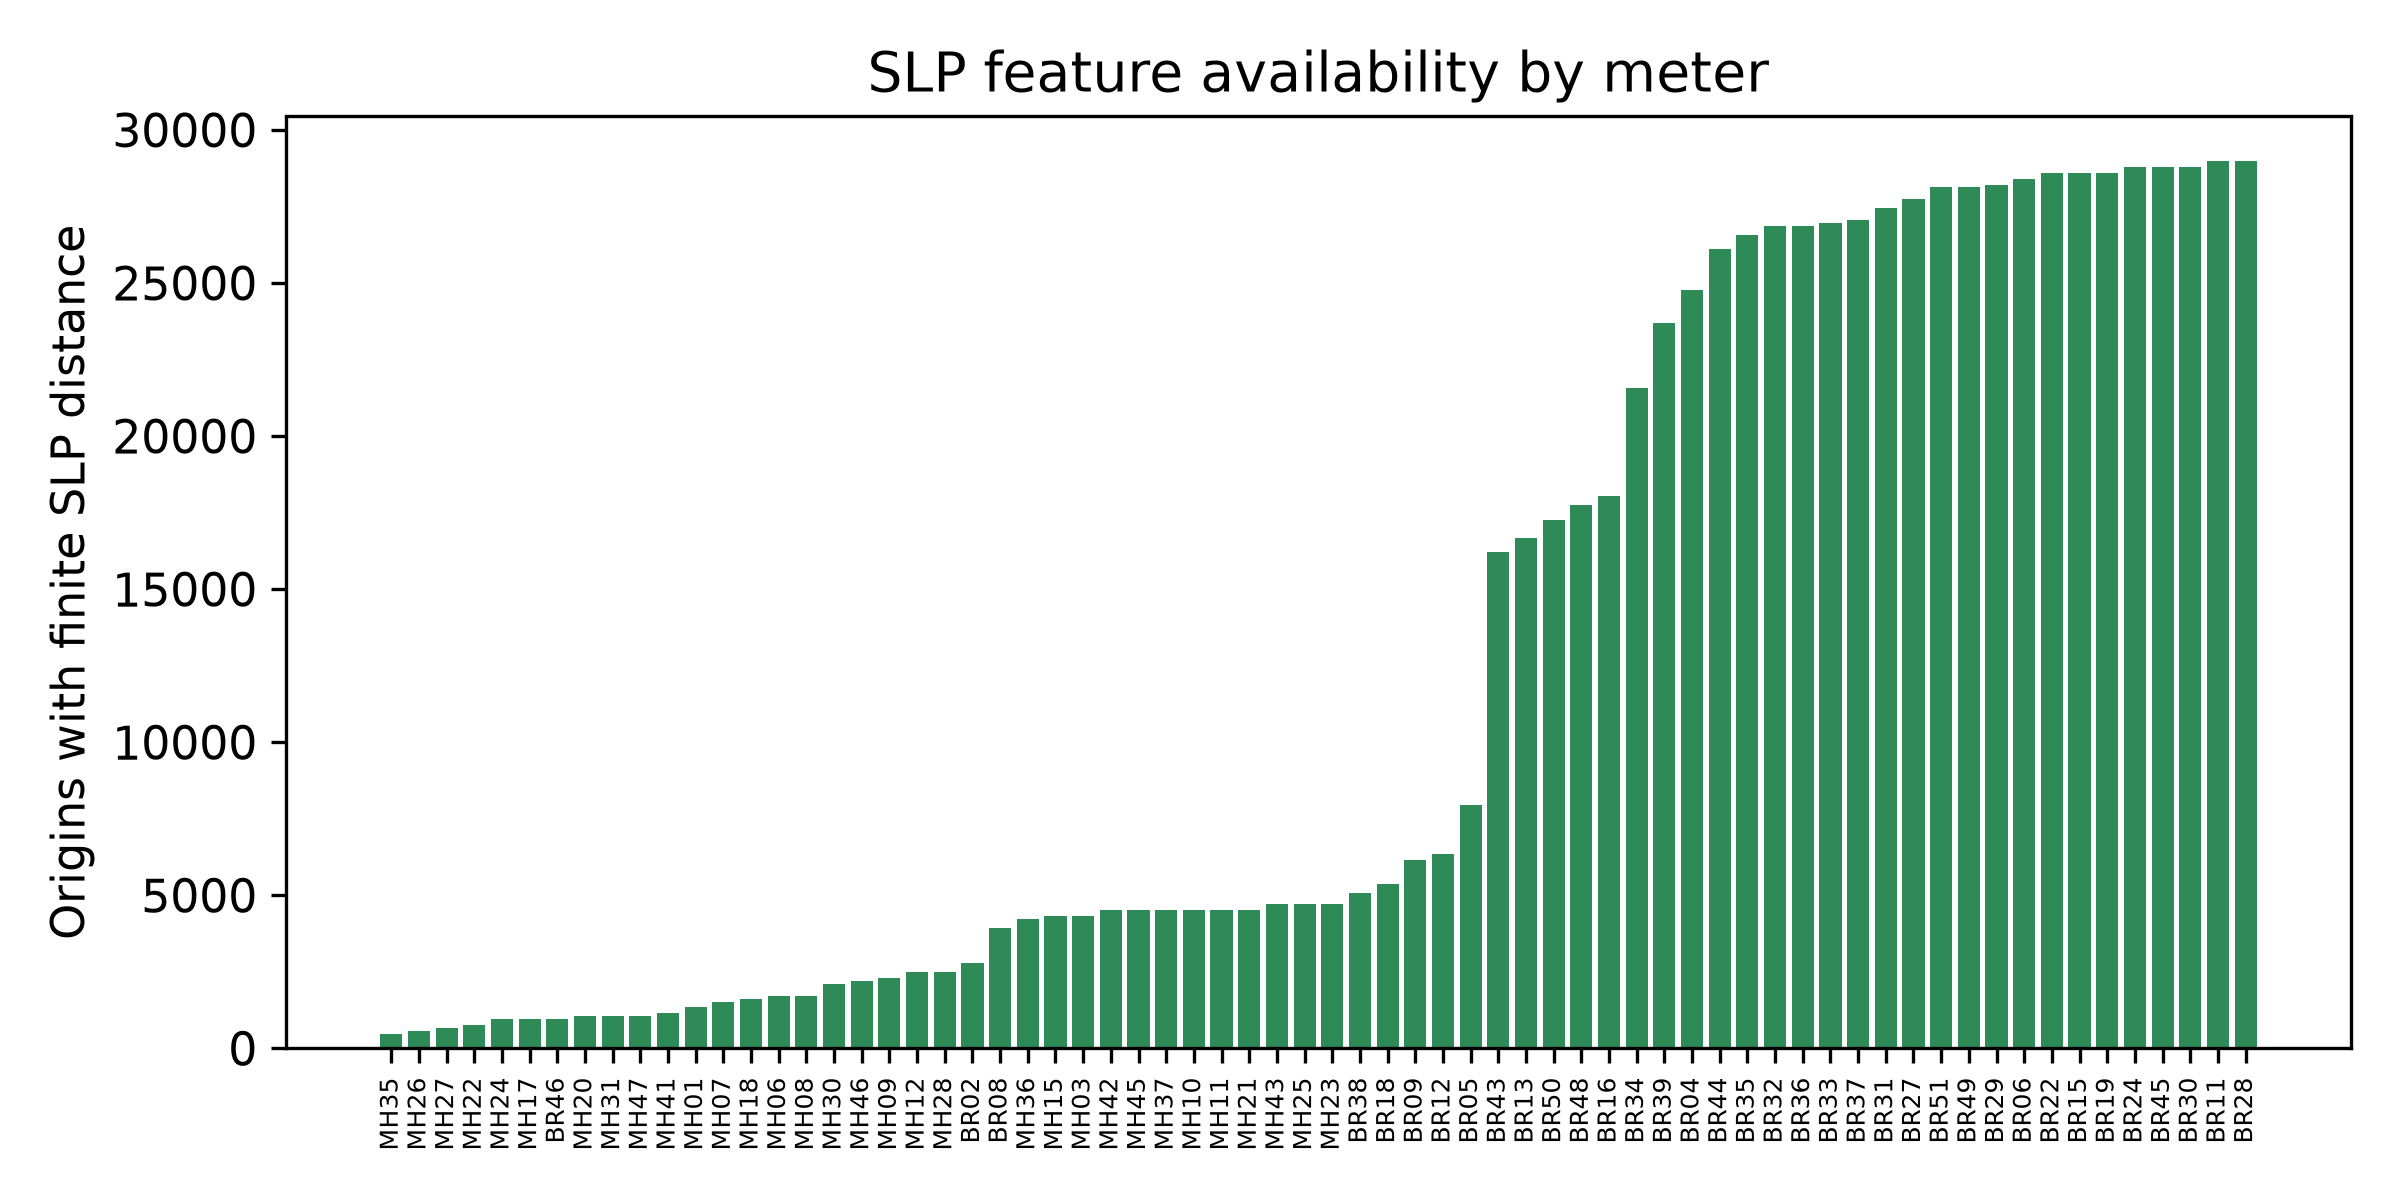 SLP feature availability by meter
Origins with finite SLP distance
30000
25000
20000
15000
10000
5000
0
MH35
MH26
MH27
MH22
MH24
MH17
BR46
MH20
MH31
MH47
MH41
MH01
MH07
MH18
MH06
MH08
MH30
MH46
MH09
MH12
MH28
BR02
BR08
MH36
MH15
MH03
MH42
MH45
MH37
MH10
MH11
MH21
MH43
MH25
MH23
BR38
BR18
BR09
BR12
BR05
BR43
BR13
BR50
BR48
BR16
BR34
BR39
BR04
BR44
BR35
BR32
BR36
BR33
BR37
BR31
BR27
BR51
BR49
BR29
BR06
BR22
BR15
BR19
BR24
BR45
BR30
BR11
BR28